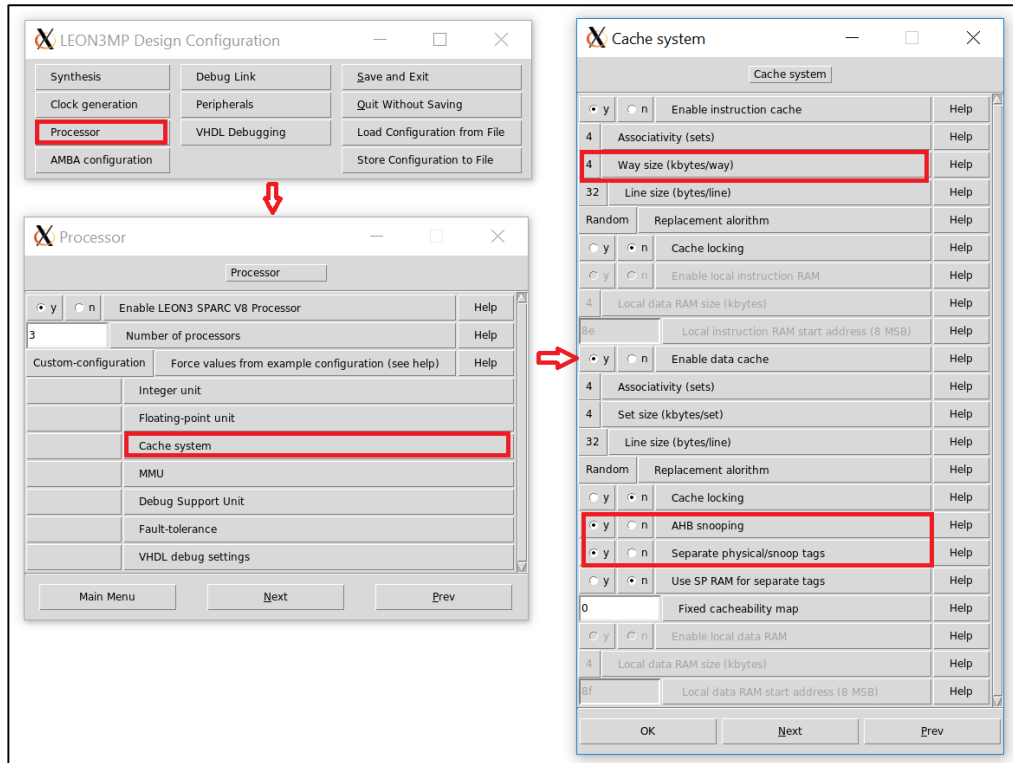 LEON3MP Design Configuration
Synthesis Debug Link Save and Exit
Clock generation Peripherals Quit Without Saving
Processor VHDL Debugging Load Configuration from File
AMBA configuration Store Configuration to File
Processor
Processor
y n Enable LEON3 SPARC V8 Processor Help
3 Number of processors Help
Custom-configuration Force values from example configuration (see help) Help
Integer unit
Floating-point unit
Cache system
MMU
Debug Support Unit
Fault-tolerance
VHDL debug settings
Main Menu Next Prev
Cache system
Cache system
y n Enable instruction cache Help
4 Associativity (sets) Help
4 Way size (kbytes/way) Help
32 Line size (bytes/line) Help
Random Replacement alorithm Help
y n Cache locking Help
y n Enable local instruction RAM Help
4 Local data RAM size (kbytes) Help
8e Local instruction RAM start address (8 MSB) Help
y n Enable data cache Help
4 Associativity (sets) Help
4 Set size (kbytes/set) Help
32 Line size (bytes/line) Help
Random Replacement alorithm Help
y n Cache locking Help
y n AHB snooping Help
y n Separate physical/snoop tags Help
y n Use SP RAM for separate tags Help
0 Fixed cacheability map Help
y n Enable local data RAM Help
4 Local data RAM size (kbytes) Help
8f Local data RAM start address (8 MSB) Help
OK Next Prev